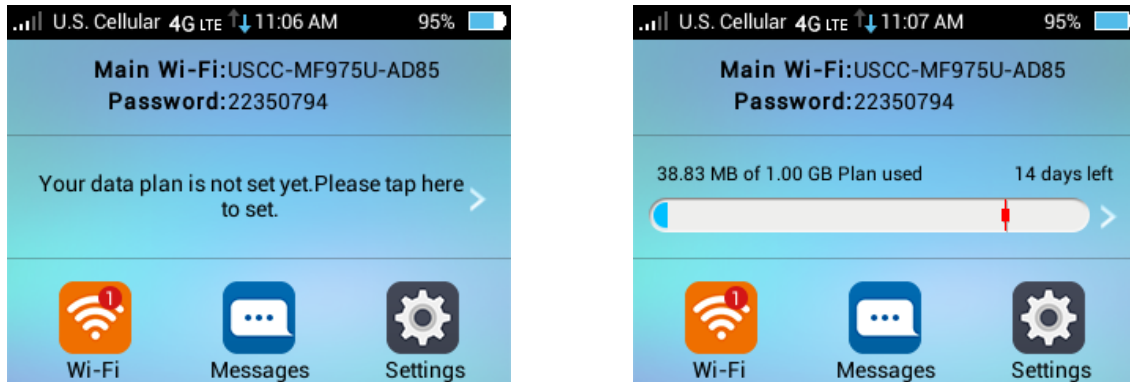 U.S. Cellular 4G LTE 11:06 AM 95%
Main Wi-Fi:USCC-MF975U-AD85
Password:22350794
Your data plan is not set yet.Please tap here
to set.
1
Wi-Fi Messages Settings
U.S. Cellular 4G LTE 11:07 AM 95%
Main Wi-Fi:USCC-MF975U-AD85
Password:22350794
38.83 MB of 1.00 GB Plan used 14 days left
1
Wi-Fi Messages Settings